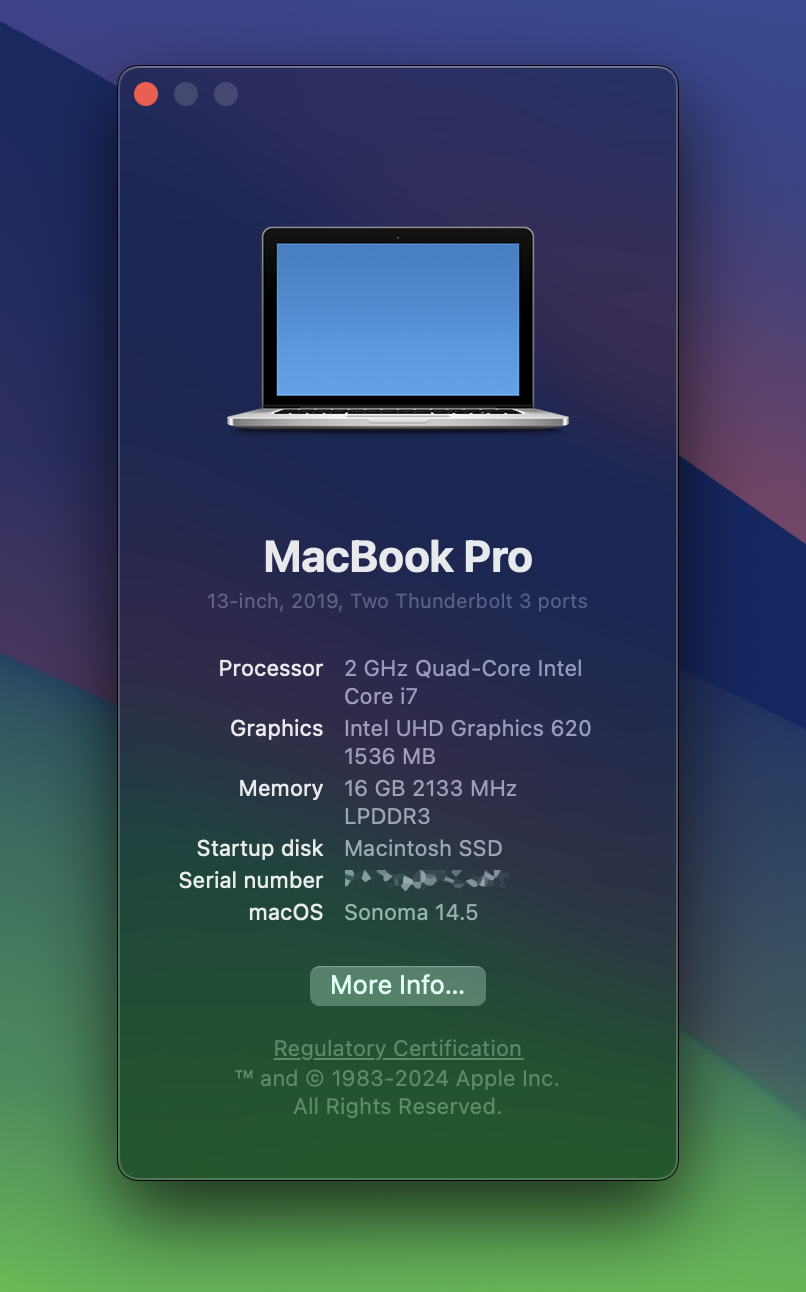 MacBook Pro
13-inch, 2019, Two Thunderbolt 3 ports
Processor 2 GHz Quad-Core Intel
Core i7
Graphics Intel UHD Graphics 620
1536 MB
Memory 16 GB 2133 MHz
LPDDR3
Startup disk Macintosh SSD
Serial number
macOS Sonoma 14.5
More Info...
Regulatory Certification
™ and © 1983-2024 Apple Inc.
All Rights Reserved.